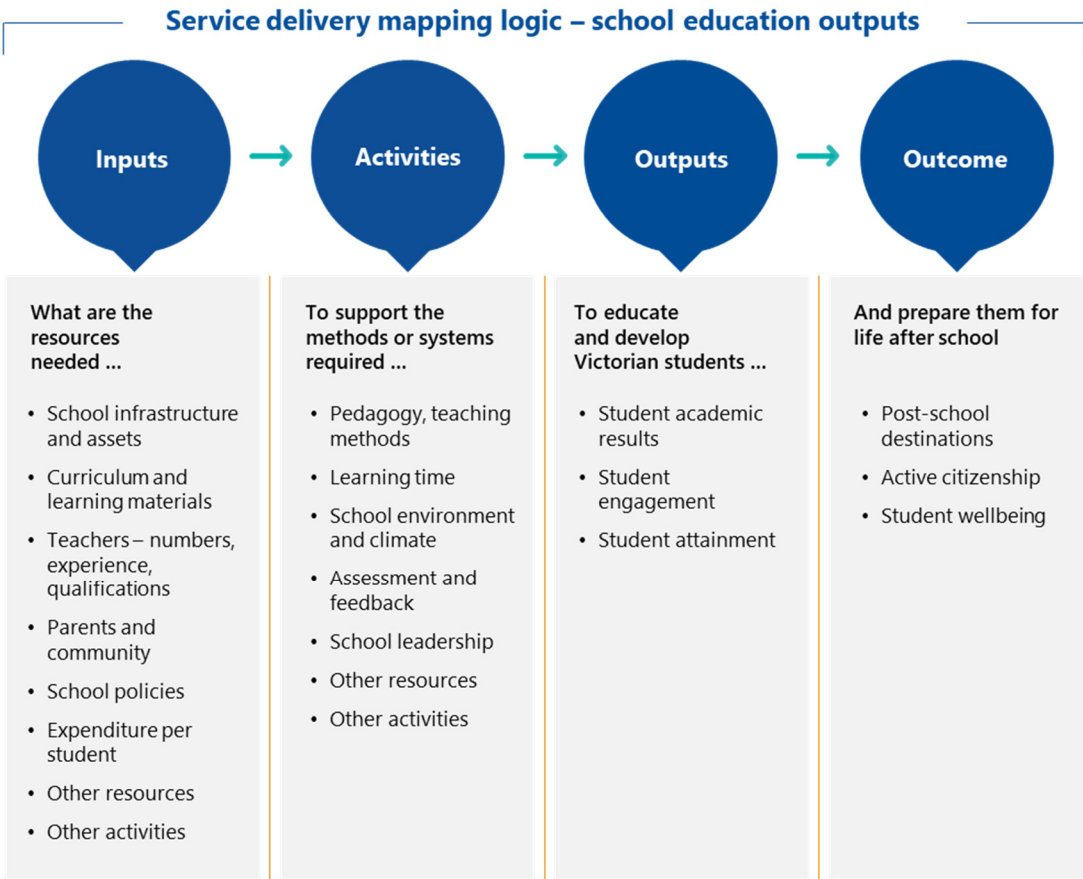 Service delivery mapping logic – school education outputs
Inputs
Activities
Outputs
Outcome
What are the
resources
needed ...
• School infrastructure
and assets
• Curriculum and
learning materials
• Teachers – numbers,
experience,
qualifications
• Parents and
community
• School policies
• Expenditure per
student
• Other resources
• Other activities
To support the
methods or systems
required ...
• Pedagogy, teaching
methods
• Learning time
• School environment
and climate
• Assessment and
feedback
• School leadership
• Other resources
• Other activities
To educate
and develop
Victorian students ...
• Student academic
results
• Student
engagement
• Student attainment
And prepare them for
life after school
• Post-school
destinations
• Active citizenship
• Student wellbeing